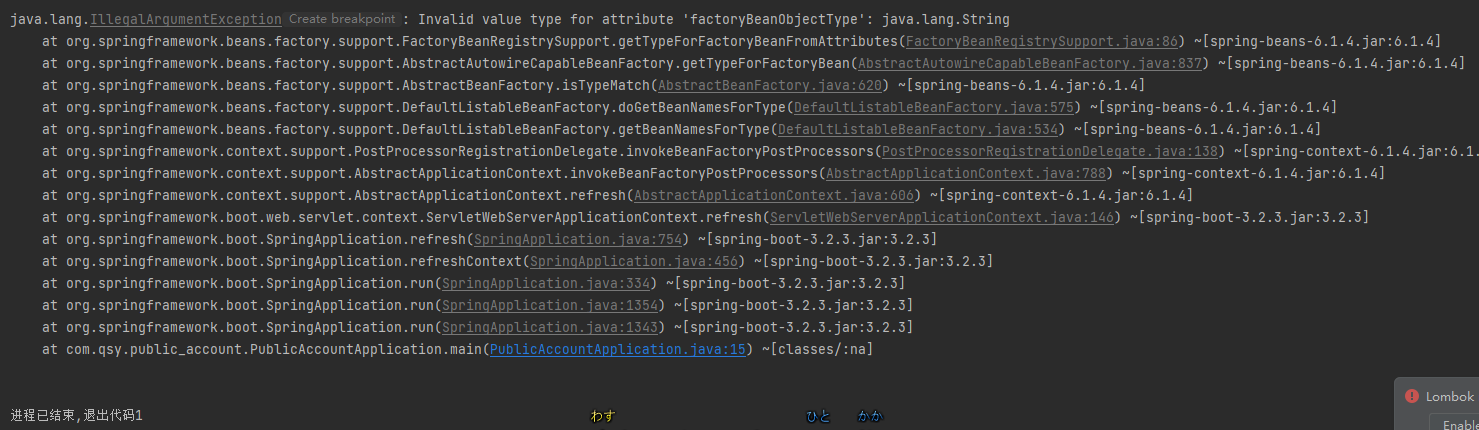 java.lang.IllegalArgumentException Create breakpoint : Invalid value type for attribute 'factoryBeanObjectType': java.lang.String
at org.springframework.beans.factory.support.FactoryBeanRegistrySupport.getTypeForFactoryBeanFromAttributes(FactoryBeanRegistrySupport.java:86) ~[spring-beans-6.1.4.jar:6.1.4]
at org.springframework.beans.factory.support.AbstractAutowireCapableBeanFactory.getTypeForFactoryBean(AbstractAutowireCapableBeanFactory.java:837) ~[spring-beans-6.1.4.jar:6.1.4]
at org.springframework.beans.factory.support.AbstractBeanFactory.isTypeMatch(AbstractBeanFactory.java:620) ~[spring-beans-6.1.4.jar:6.1.4]
at org.springframework.beans.factory.support.DefaultListableBeanFactory.doGetBeanNamesForType(DefaultListableBeanFactory.java:575) ~[spring-beans-6.1.4.jar:6.1.4]
at org.springframework.beans.factory.support.DefaultListableBeanFactory.getBeanNamesForType(DefaultListableBeanFactory.java:534) ~[spring-beans-6.1.4.jar:6.1.4]
at org.springframework.context.support.PostProcessorRegistrationDelegate.invokeBeanFactoryPostProcessors(PostProcessorRegistrationDelegate.java:138) ~[spring-context-6.1.4.jar:6.1.
at org.springframework.context.support.AbstractApplicationContext.invokeBeanFactoryPostProcessors(AbstractApplicationContext.java:788) ~[spring-context-6.1.4.jar:6.1.4]
at org.springframework.context.support.AbstractApplicationContext.refresh(AbstractApplicationContext.java:606) ~[spring-context-6.1.4.jar:6.1.4]
at org.springframework.boot.web.servlet.context.ServletWebServerApplicationContext.refresh(ServletWebServerApplicationContext.java:146) ~[spring-boot-3.2.3.jar:3.2.3]
at org.springframework.boot.SpringApplication.refresh(SpringApplication.java:754) ~[spring-boot-3.2.3.jar:3.2.3]
at org.springframework.boot.SpringApplication.refreshContext(SpringApplication.java:456) ~[spring-boot-3.2.3.jar:3.2.3]
at org.springframework.boot.SpringApplication.run(SpringApplication.java:334) ~[spring-boot-3.2.3.jar:3.2.3]
at org.springframework.boot.SpringApplication.run(SpringApplication.java:1354) ~[spring-boot-3.2.3.jar:3.2.3]
at org.springframework.boot.SpringApplication.run(SpringApplication.java:1343) ~[spring-boot-3.2.3.jar:3.2.3]
at com.qsy.public_account.PublicAccountApplication.main(PublicAccountApplication.java:15) ~[classes/:na]
Lombok
进程已结束,退出代码1 わす ひと かか
Enable